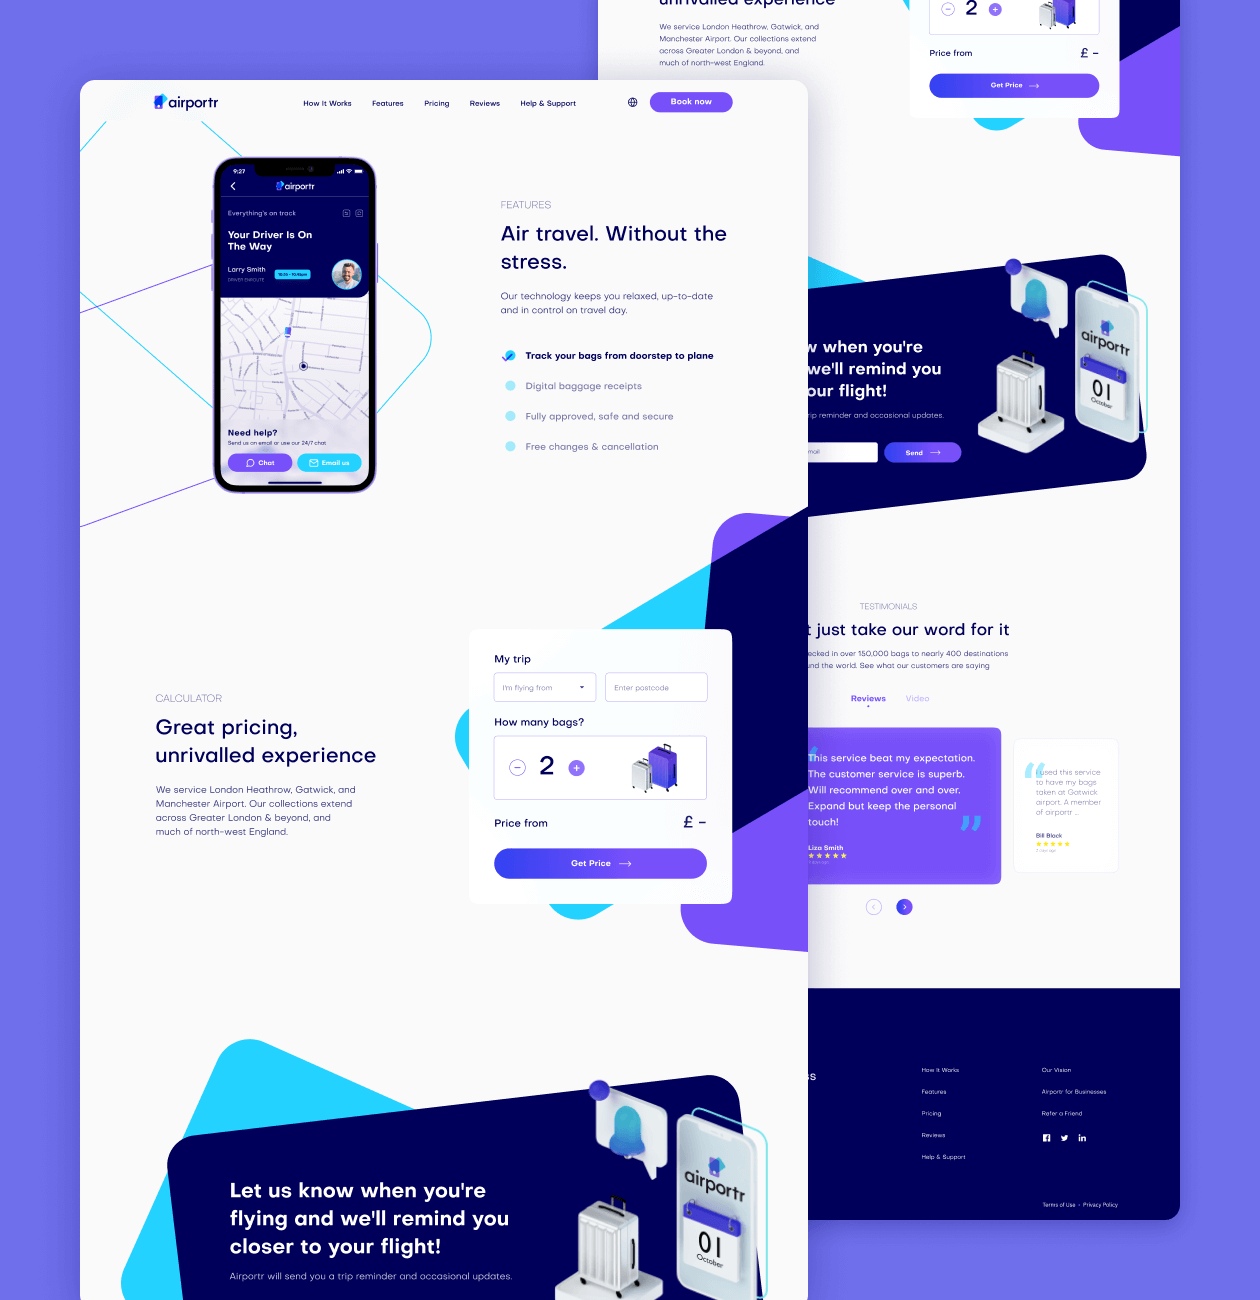 airportr
How It Works
Features
Pricing
Reviews
Help & Support
Book now
9:27
airportr
Everything's on track
Your Driver Is On
The Way
Larry Smith
DRIVER ENROUTE
Need help?
Send us an email or use our 24/7 chat
Chat
Email us
FEATURES
Air travel. Without the
stress.
Our technology keeps you relaxed, up-to-date
and in control on travel day.
Track your bags from doorstep to plane
Digital baggage receipts
Fully approved, safe and secure
Free changes & cancellation
CALCULATOR
Great pricing,
unrivalled experience
We service London Heathrow, Gatwick, and
Manchester Airport. Our collections extend
across Greater London & beyond, and
much of north-west England.
My trip
I'm flying from
Enter postcode
How many bags?
2
Price from
£ -
Get Price
Let us know when you're
flying and we'll remind you
closer to your flight!
Airportr will send you a trip reminder and occasional updates.
airportr
01
October
unrivalled experience
We service London Heathrow, Gatwick, and
Manchester Airport. Our collections extend
across Greater London & beyond, and
much of north-west England.
2
Price from
£ -
Get Price
w when you're
we'll remind you
our flight!
rip reminder and occasional updates.
mail
Send
airportr
01
October
TESTIMONIALS
t just take our word for it
ecked in over 150,000 bags to nearly 400 destinations
und the world. See what our customers are saying
Reviews
Video
This service beat my expectation.
The customer service is superb.
Will recommend over and over.
Expand but keep the personal
touch!
Liza Smith
I used this service
to have my bags
taken at Gatwick
airport. A member
of airportr ...
Bill Black
ss
How It Works
Features
Pricing
Reviews
Help & Support
Our Vision
Airportr for Businesses
Refer a Friend
Terms of Use - Privacy Policy